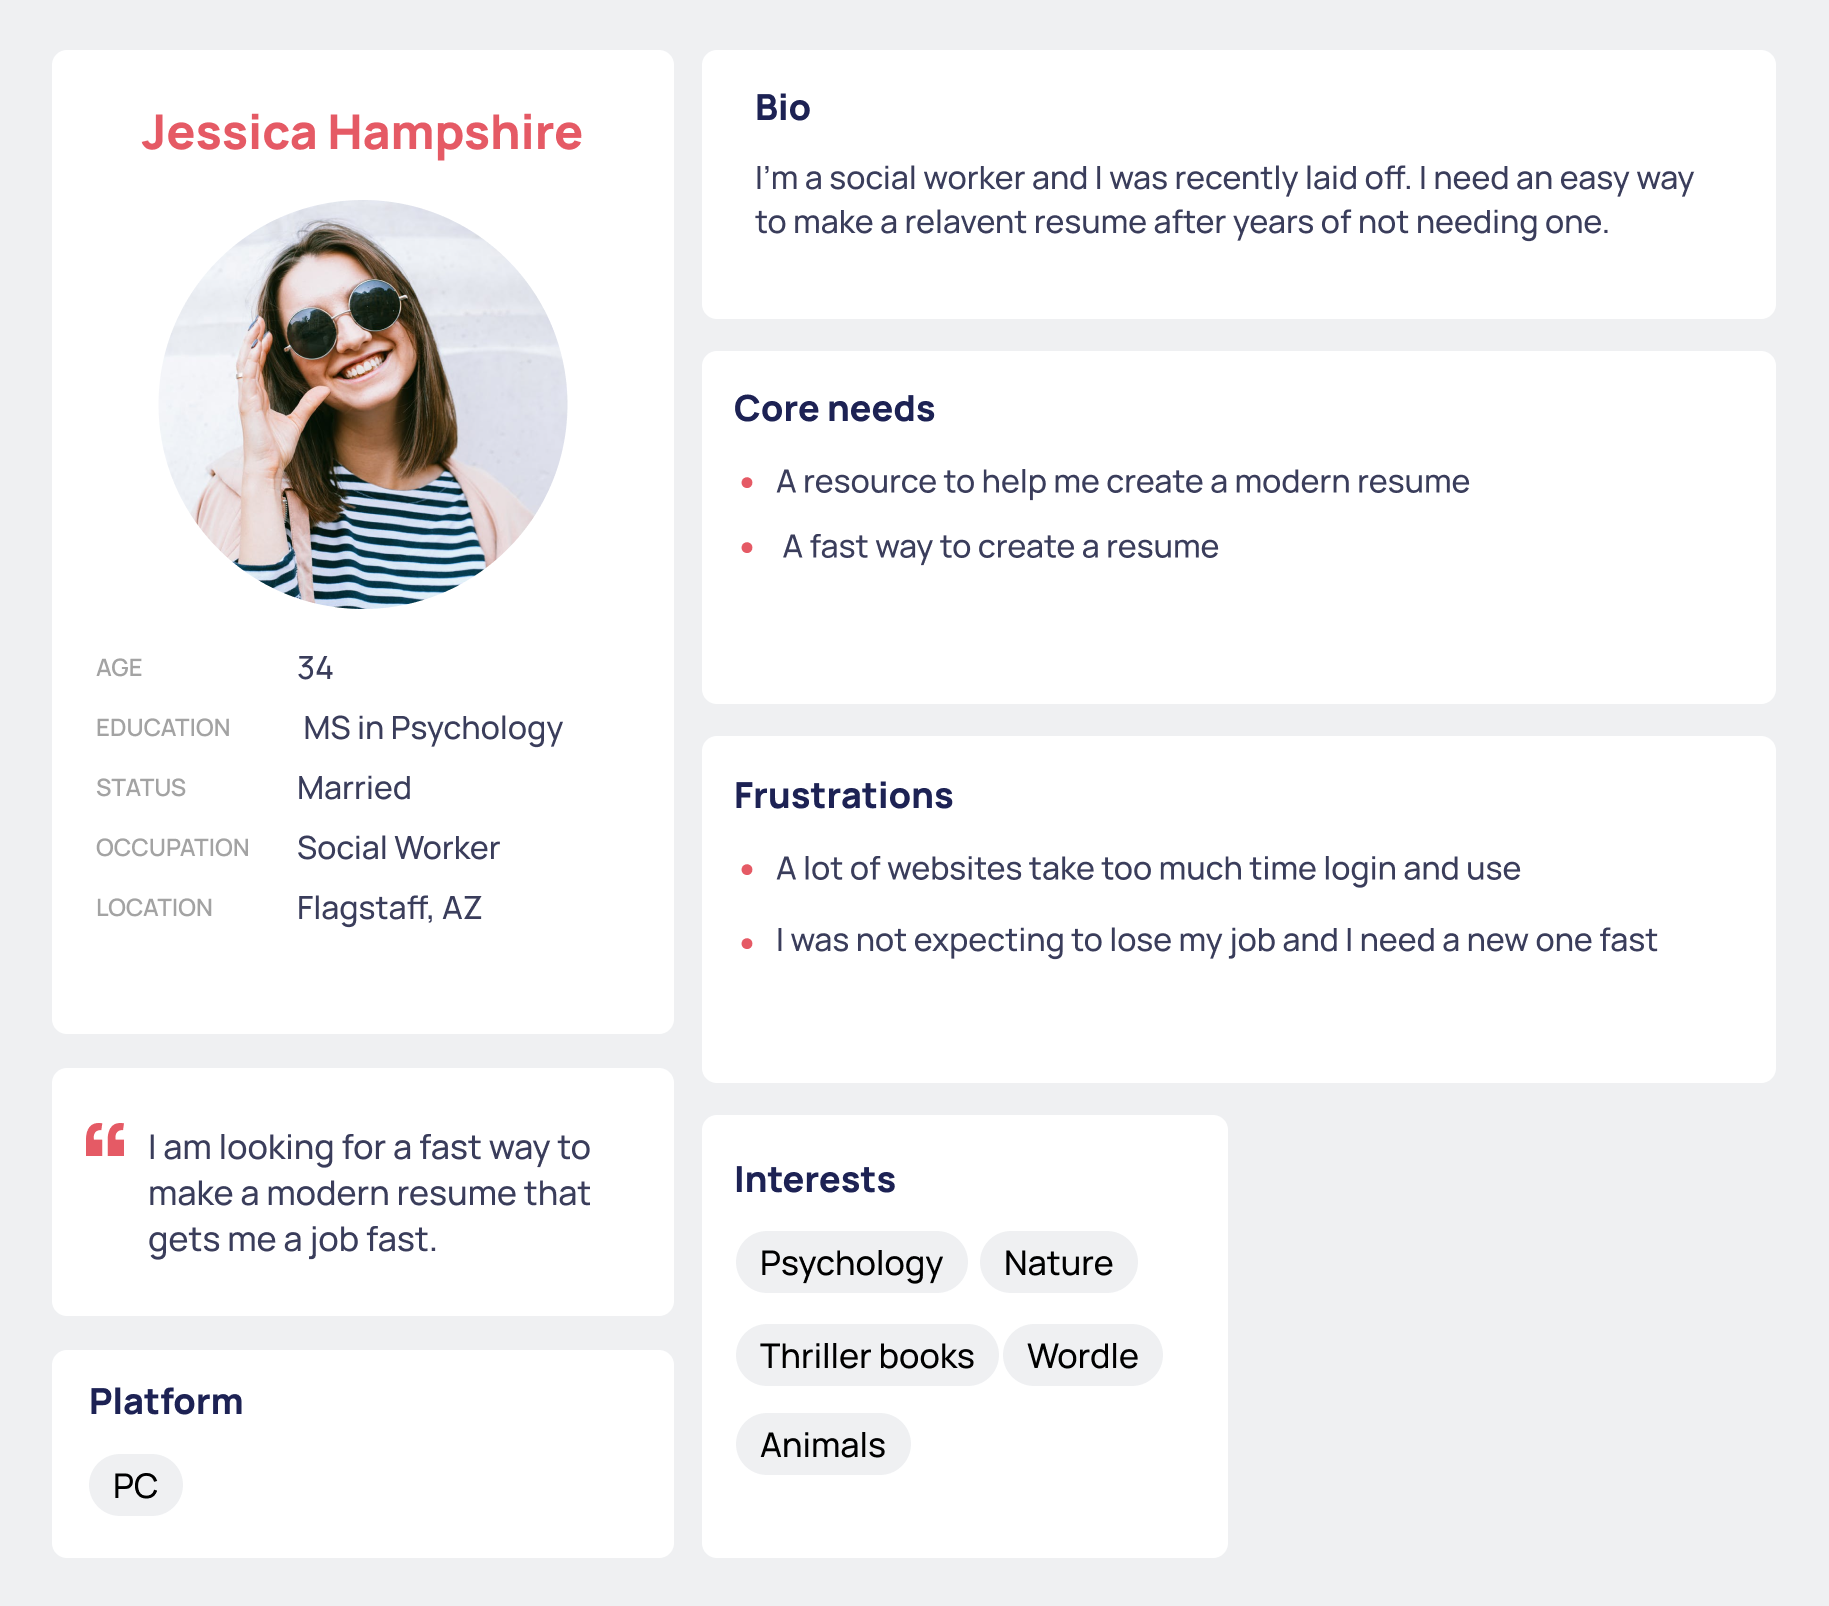 Jessica Hampshire
AGE 34
EDUCATION MS in Psychology
STATUS Married
OCCUPATION Social Worker
LOCATION Flagstaff, AZ
“ I am looking for a fast way to
make a modern resume that
gets me a job fast.
Platform
PC
Bio
I’m a social worker and I was recently laid off. I need an easy way
to make a relavent resume after years of not needing one.
Core needs
• A resource to help me create a modern resume
• A fast way to create a resume
Frustrations
• A lot of websites take too much time login and use
• I was not expecting to lose my job and I need a new one fast
Interests
Psychology Nature
Thriller books Wordle
Animals